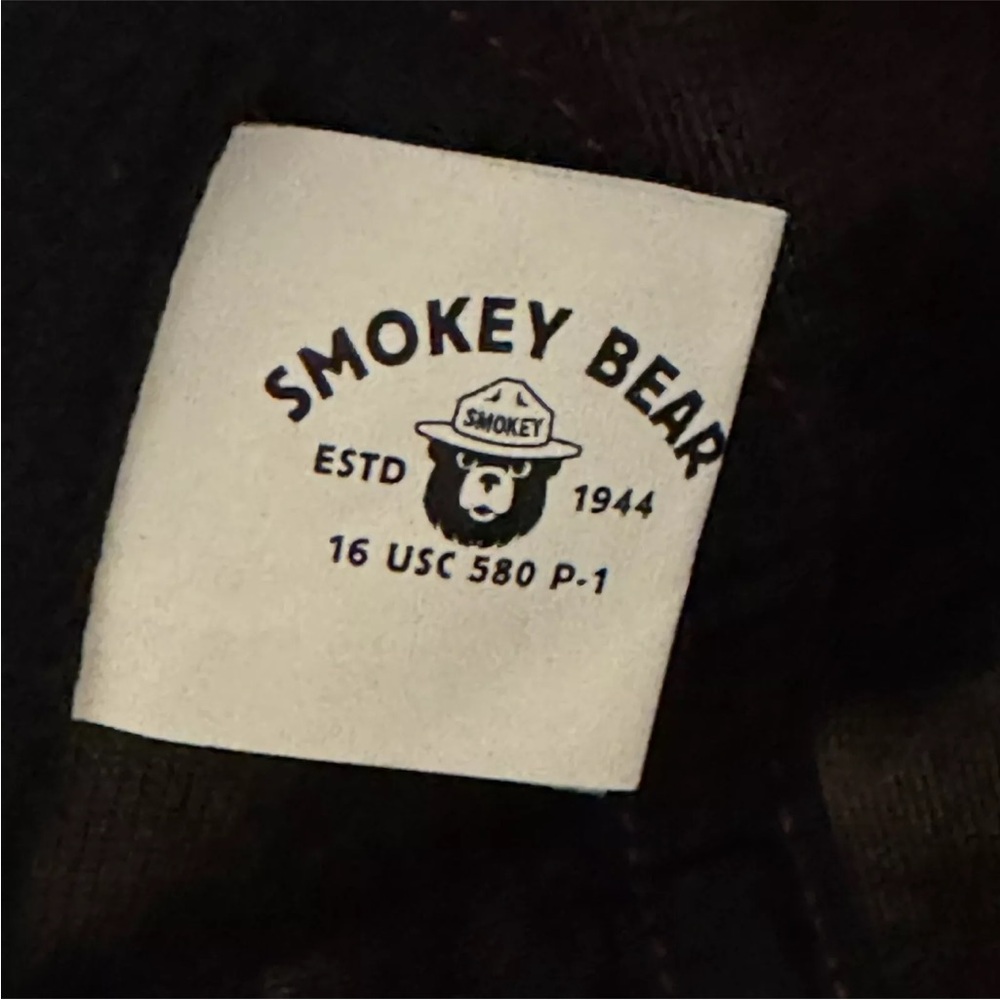 SMOKEY BEAR
SMOKEY
ESTD 1944
16 USC 580 P-1